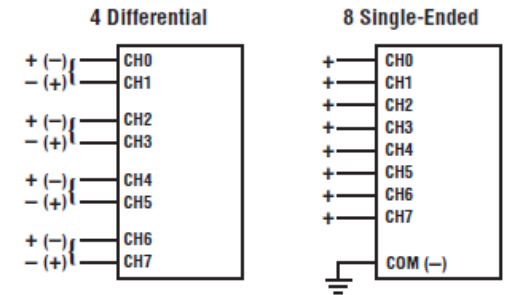 4 Differential
+ (−) { CH0
− (+) CH1
+ (−) { CH2
− (+) CH3
+ (−) { CH4
− (+) CH5
+ (−) { CH6
− (+) CH7
8 Single-Ended
+ CH0
+ CH1
+ CH2
+ CH3
+ CH4
+ CH5
+ CH6
+ CH7
COM (−)